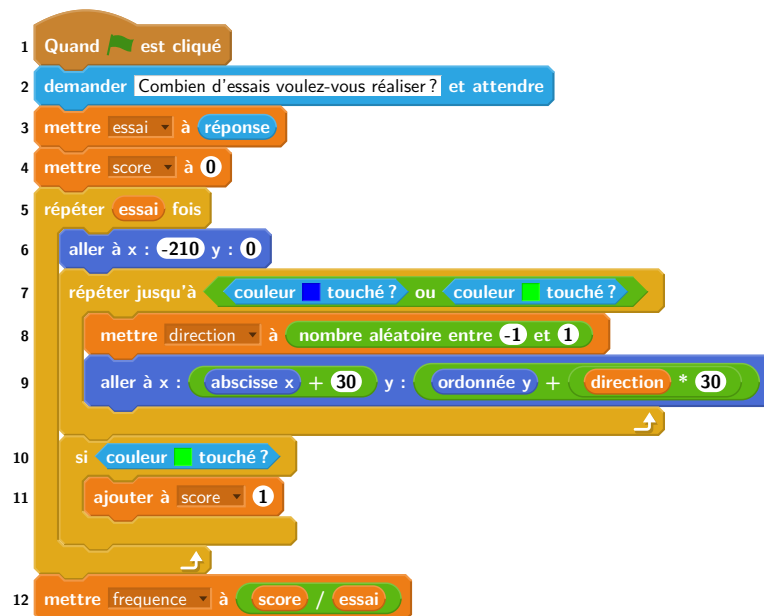 1 Quand est cliqué
2 demander Combien d'essais voulez-vous réaliser ? et attendre
3 mettre essai à réponse
4 mettre score à 0
5 répéter essai fois
6 aller à x : -210 y : 0
7 répéter jusqu'à couleur touché ? ou couleur touché ?
8 mettre direction à nombre aléatoire entre -1 et 1
9 aller à x : abscisse x + 30 y : ordonnée y + direction * 30
10 si couleur touché ?
11 ajouter à score 1
12 mettre frequence à score / essai